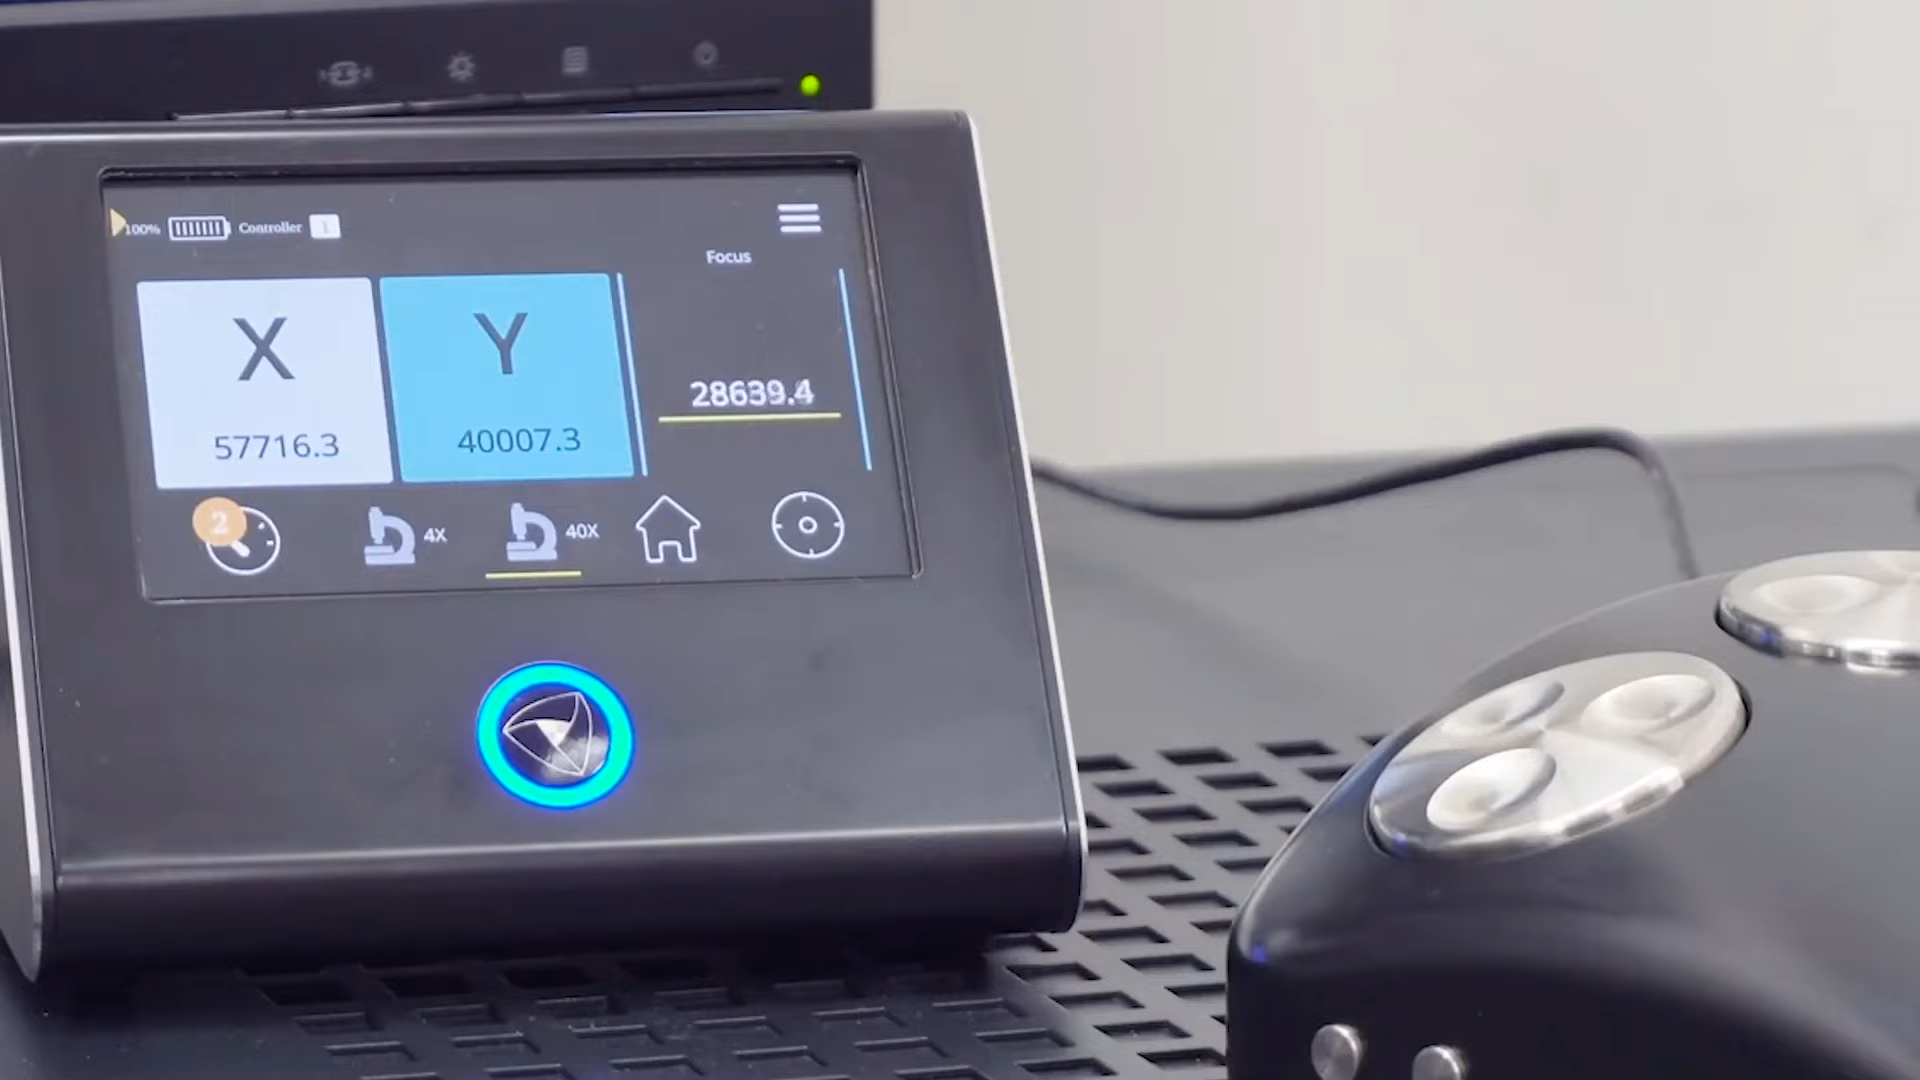 100% Controller 1
Focus
X Y
28639.4
57716.3 40007.3
2 4X 40X